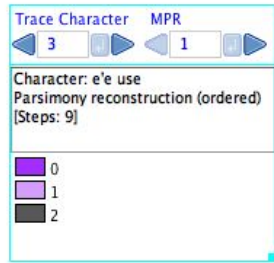 Trace Character MPR
3 1
Character: e'e use
Parsimony reconstruction (ordered)
[Steps: 9]
0
1
2